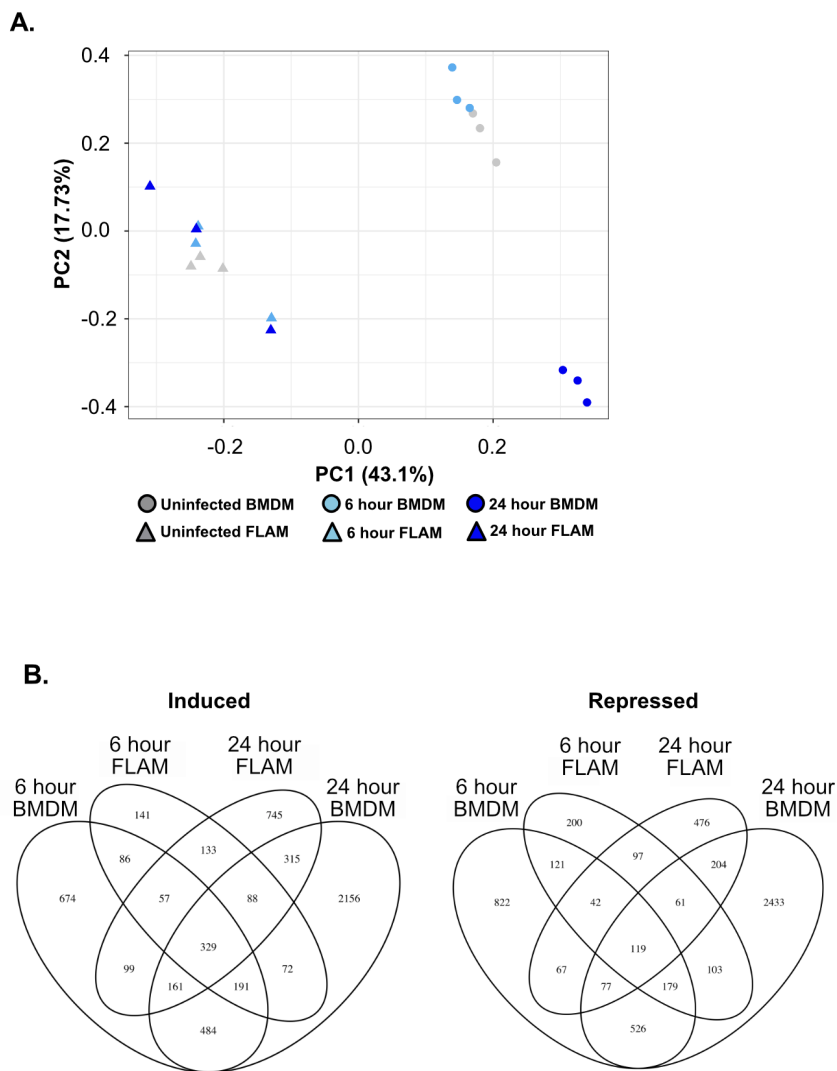 A.
0.4
0.2
0.0
-0.2
-0.4
PC2 (17.73%)
-0.2
0.0
0.2
PC1 (43.1%)
Uninfected BMDM
6 hour BMDM
24 hour BMDM
Uninfected FLAM
6 hour FLAM
24 hour FLAM
B.
Induced
6 hour
BMDM
6 hour
FLAM
24 hour
FLAM
24 hour
BMDM
141
745
86
133
315
674
57
88
2156
329
99
72
161
191
484
Repressed
6 hour
BMDM
6 hour
FLAM
24 hour
FLAM
24 hour
BMDM
200
476
121
97
204
822
42
61
2433
119
67
103
77
179
526